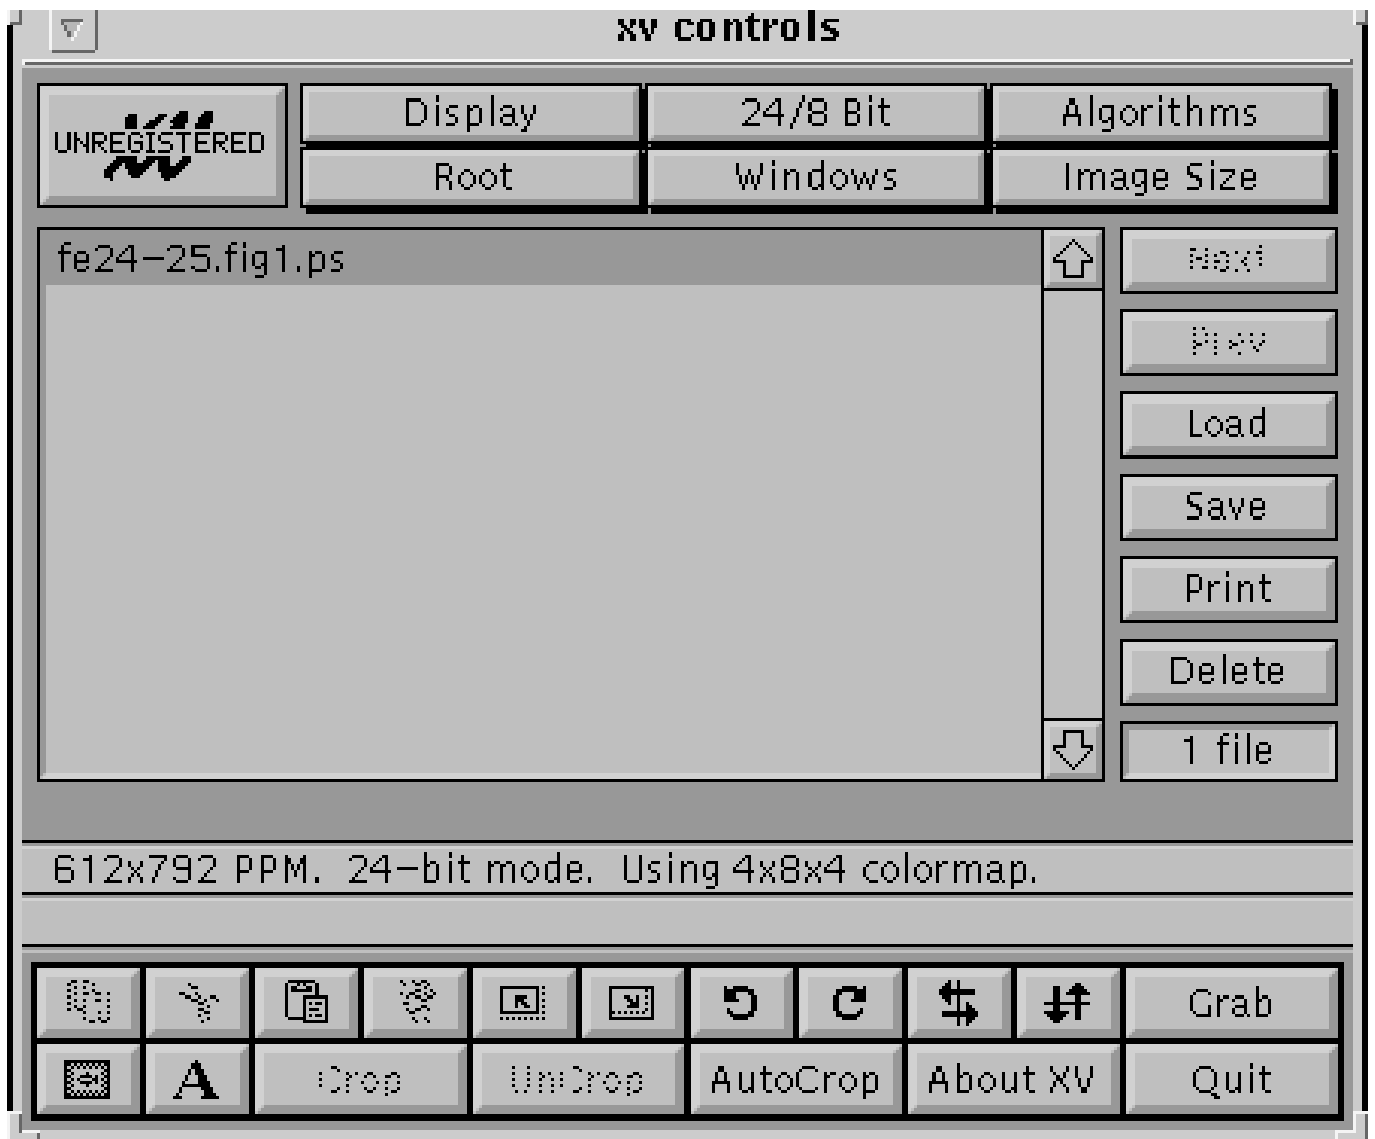 xv controls
UNREGISTERED
Display 24/8 Bit Algorithms
Root Windows Image Size
fe24-25.fig1.ps
Next
Prev
Load
Save
Print
Delete
1 file
612x792 PPM.  24-bit mode.  Using 4x8x4 colormap.
Grab
A Crop UnCrop AutoCrop About XV Quit